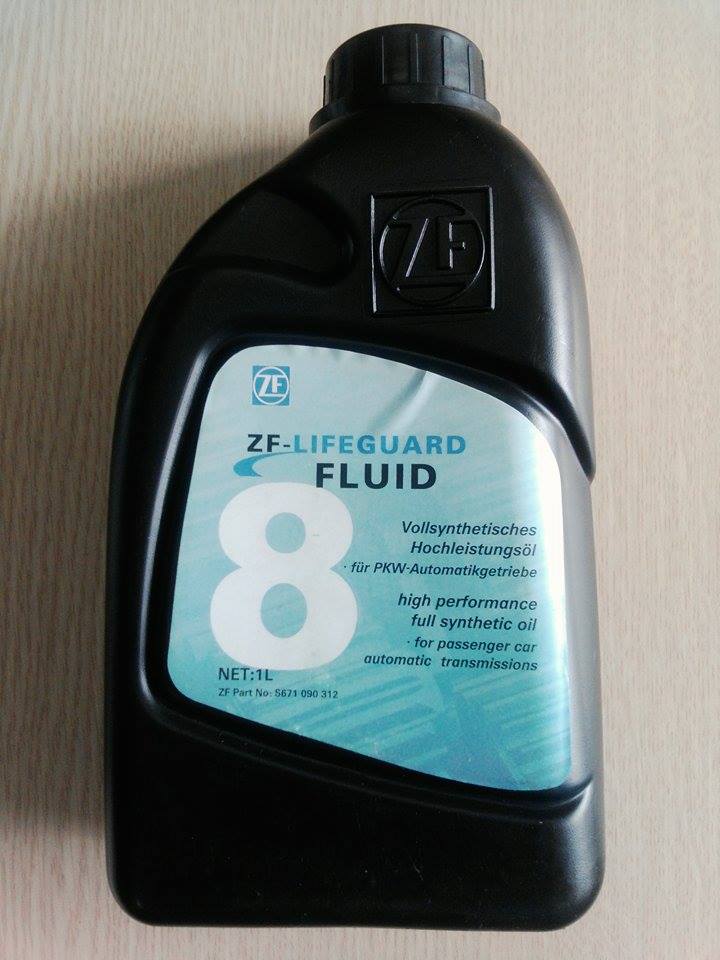 ZF
ZF
ZF-LIFEGUARD
FLUID
8
Vollsynthetisches
Hochleistungsöl
· für PKW-Automatikgetriebe
high performance
full synthetic oil
· for passenger car
automatic transmissions
NET:1L
ZF Part No: S671 090 312